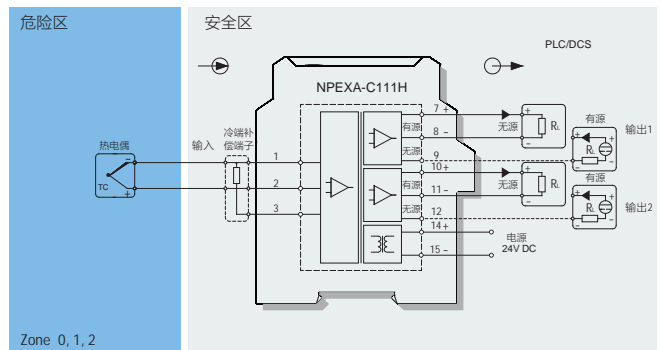 危险区
安全区
PLC/DCS
NPEXA-C111H
热电偶
-
TC
+
输入
冷端补
偿端子
1
2
3
7 +
有源
8 -
无源
9
10+
有源
11-
无源
12
14+
15-
无源
+
RL
-
有源
+
RL
-
输出1
无源
+
RL
-
有源
+
RL
-
输出2
电源
24V DC
Zone 0,1,2